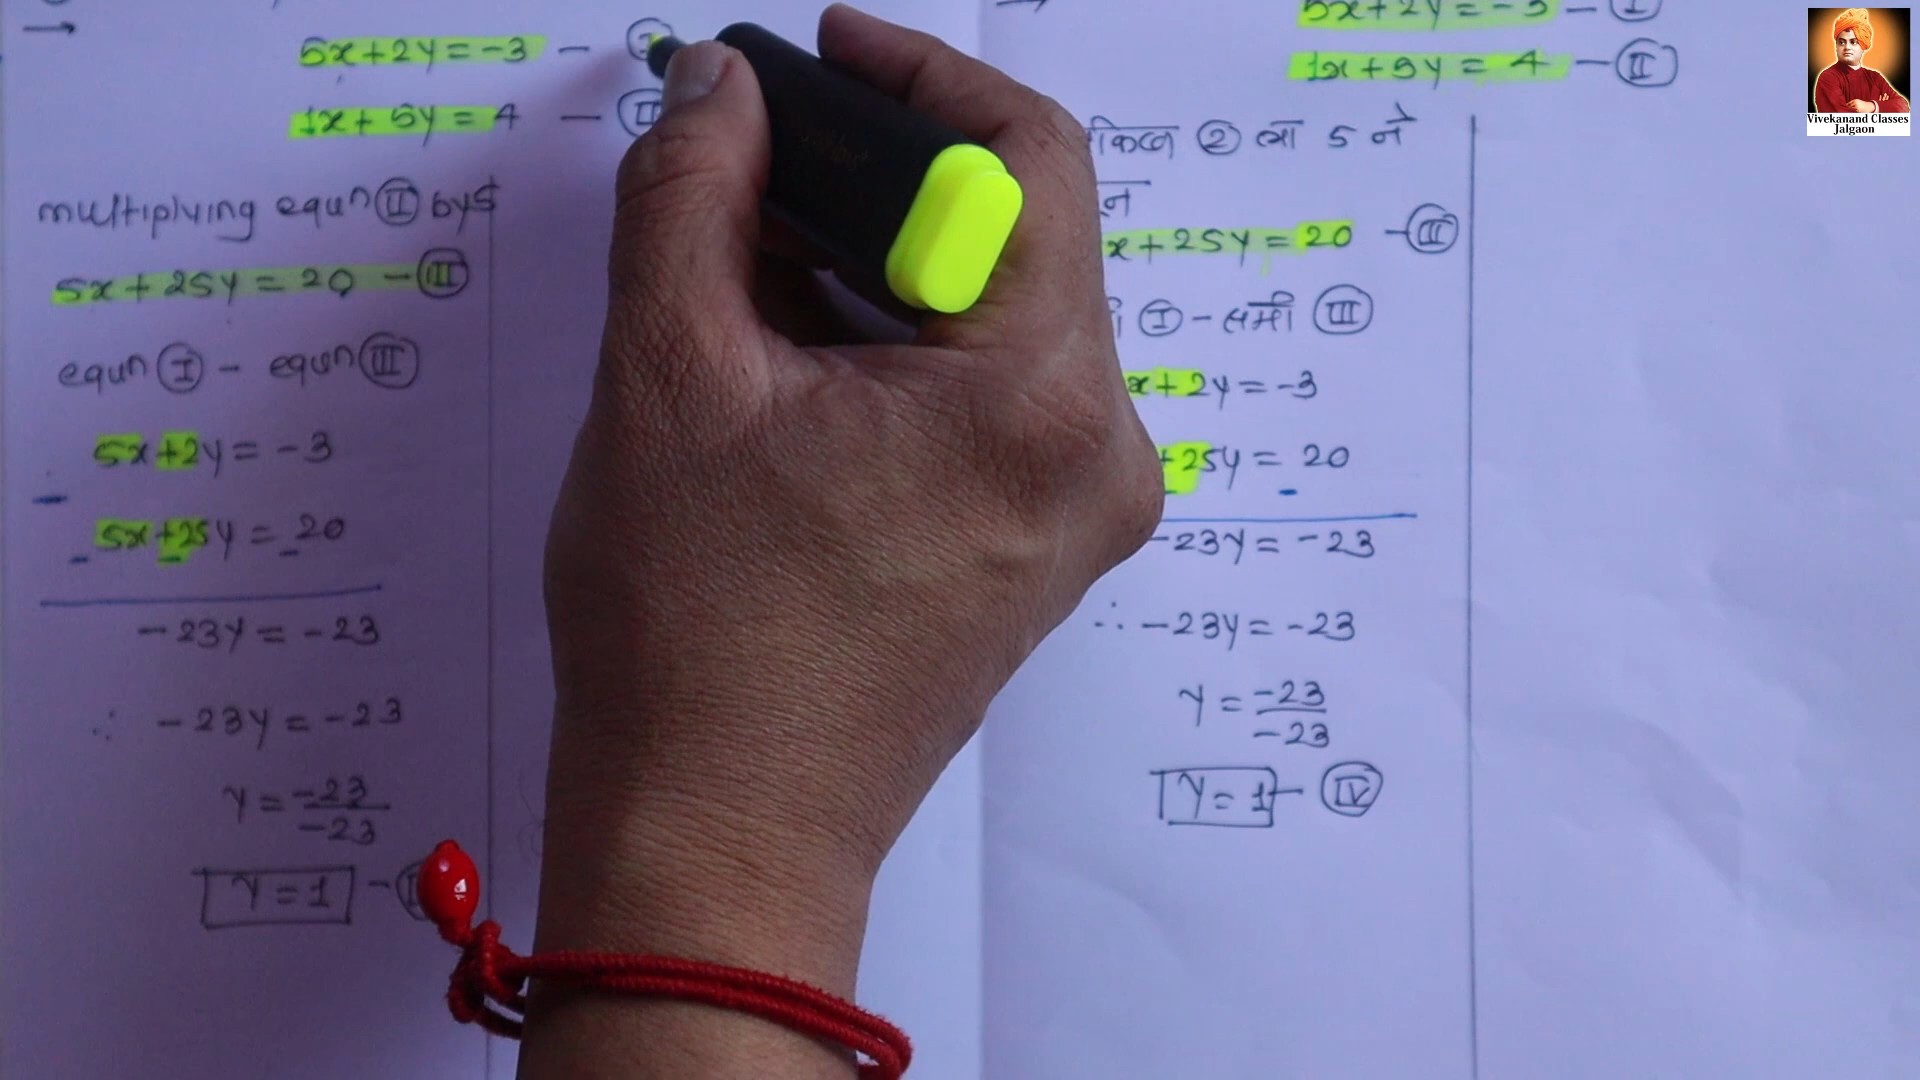 5x+2y=-3 — I
1x+5y=4 — II
multiplying equn II by 5
5x+25y=20 — III
equn I - equn III
5x+2y=-3
5x+25y=20
- - -
-23y=-23
∴ -23y=-23
y=-23/-23
y=1 -
5x+2y=-3 — I
1x+5y=4 — II
② ला 5 ने
x+25y=20 — III
I - समी III
x+2y=-3
+25y=20
- -
-23y=-23
∴ -23y=-23
y=-23/-23
y=1 — IV
Vivekanand Classes
Jalgaon